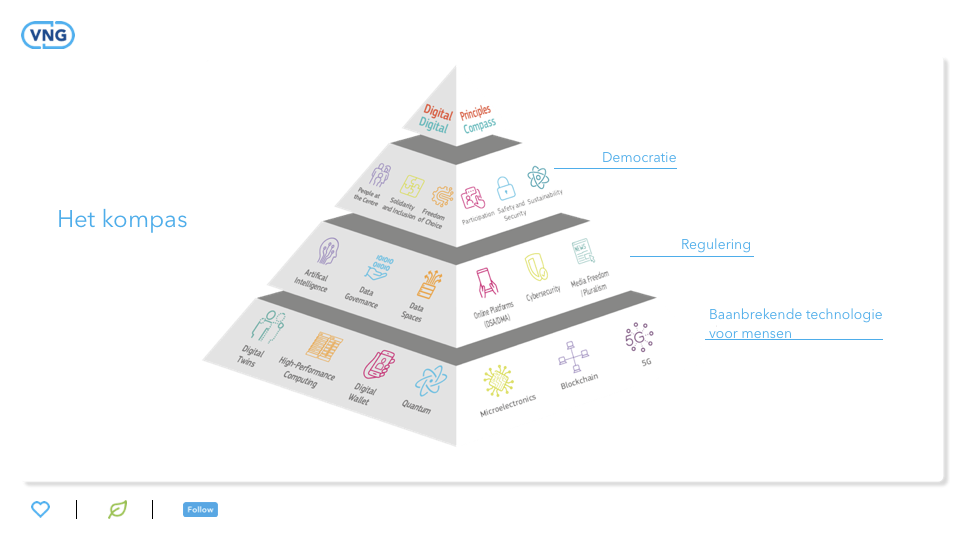 VNG
Digital Principles
Digital Compass
Democratie
People at
the Centre
Solidarity
and Inclusion
Freedom
of Choice
Participation
Safety and
Security
Sustainability
Het kompas
Regulering
NEWS
Artifical
Intelligence
Data
Governance
Data
Spaces
Online Platforms
(DSA/DMA)
Cybersecurity
Media Freedom
/Pluralism
Baanbrekende technologie
voor mensen
Digital
Twins
High-Performance
Computing
Digital
Wallet
Quantum
Microelectronics
Blockchain
5G
5G
Follow